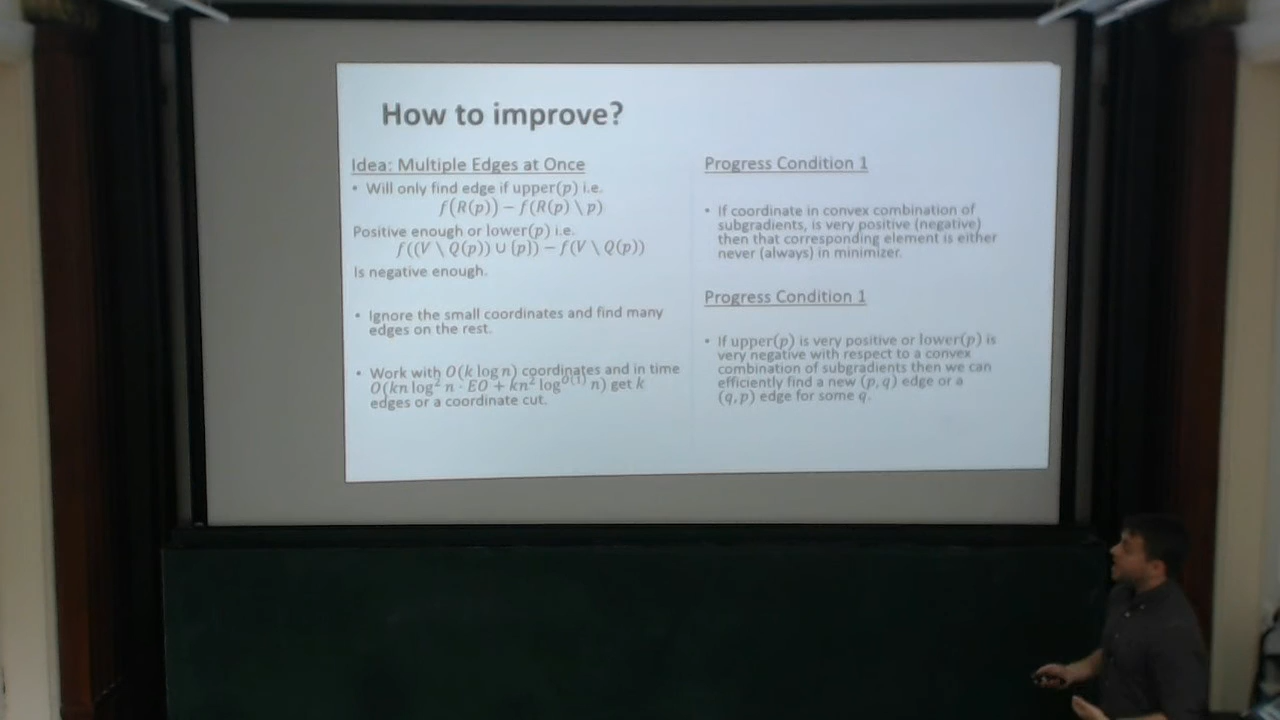 How to improve?
Idea: Multiple Edges at Once
• Will only find edge if upper(p) i.e.
f(R(p)) − f(R(p) \ p)
Positive enough or lower(p) i.e.
f((V \ Q(p)) ∪ {p}) − f(V \ Q(p))
Is negative enough.
• Ignore the small coordinates and find many
edges on the rest.
• Work with O(k log n) coordinates and in time
O(kn log² n · EO + kn² log^O(1) n) get k
edges or a coordinate cut.
Progress Condition 1
• If coordinate in convex combination of
subgradients, is very positive (negative)
then that corresponding element is either
never (always) in minimizer.
Progress Condition 1
• If upper(p) is very positive or lower(p) is
very negative with respect to a convex
combination of subgradients then we can
efficiently find a new (p, q) edge or a
(q, p) edge for some q.